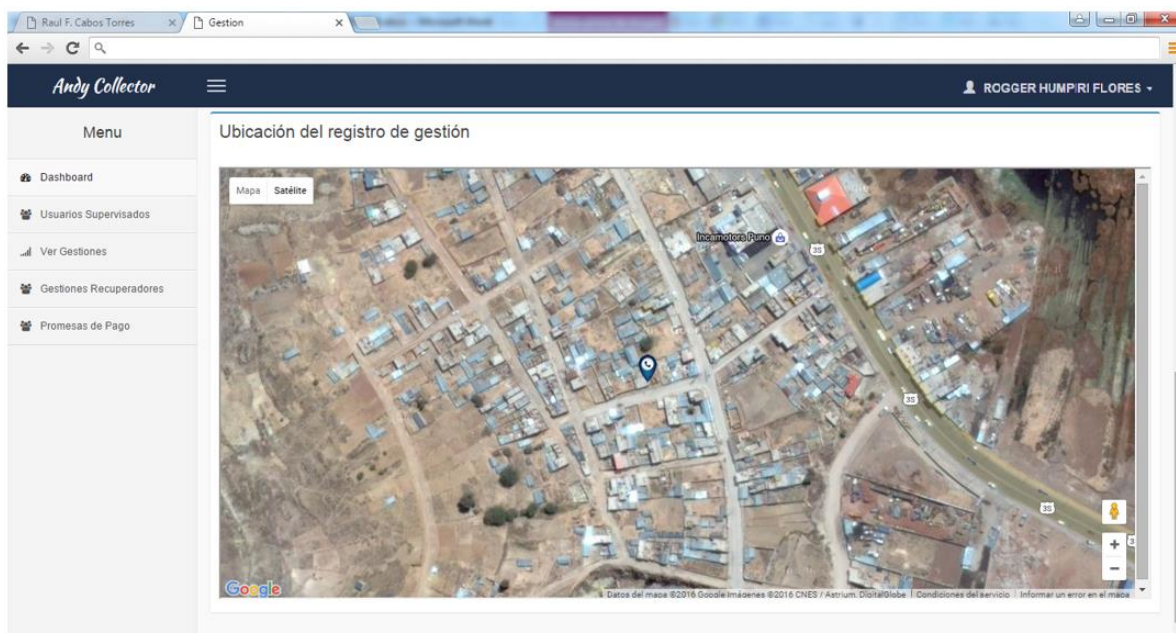 Raul F. Cabos Torres
Gestion
Andy Collector
ROGGER HUMPIRI FLORES
Menu
Ubicación del registro de gestión
Dashboard
Usuarios Supervisados
Ver Gestiones
Gestiones Recuperadores
Promesas de Pago
Mapa Satélite
Incamotors Puno
3S
3S
3S
Google
Datos del mapa ©2016 Google Imágenes ©2016 CNES / Astrium, DigitalGlobe Condiciones del servicio Informar un error en el mapa